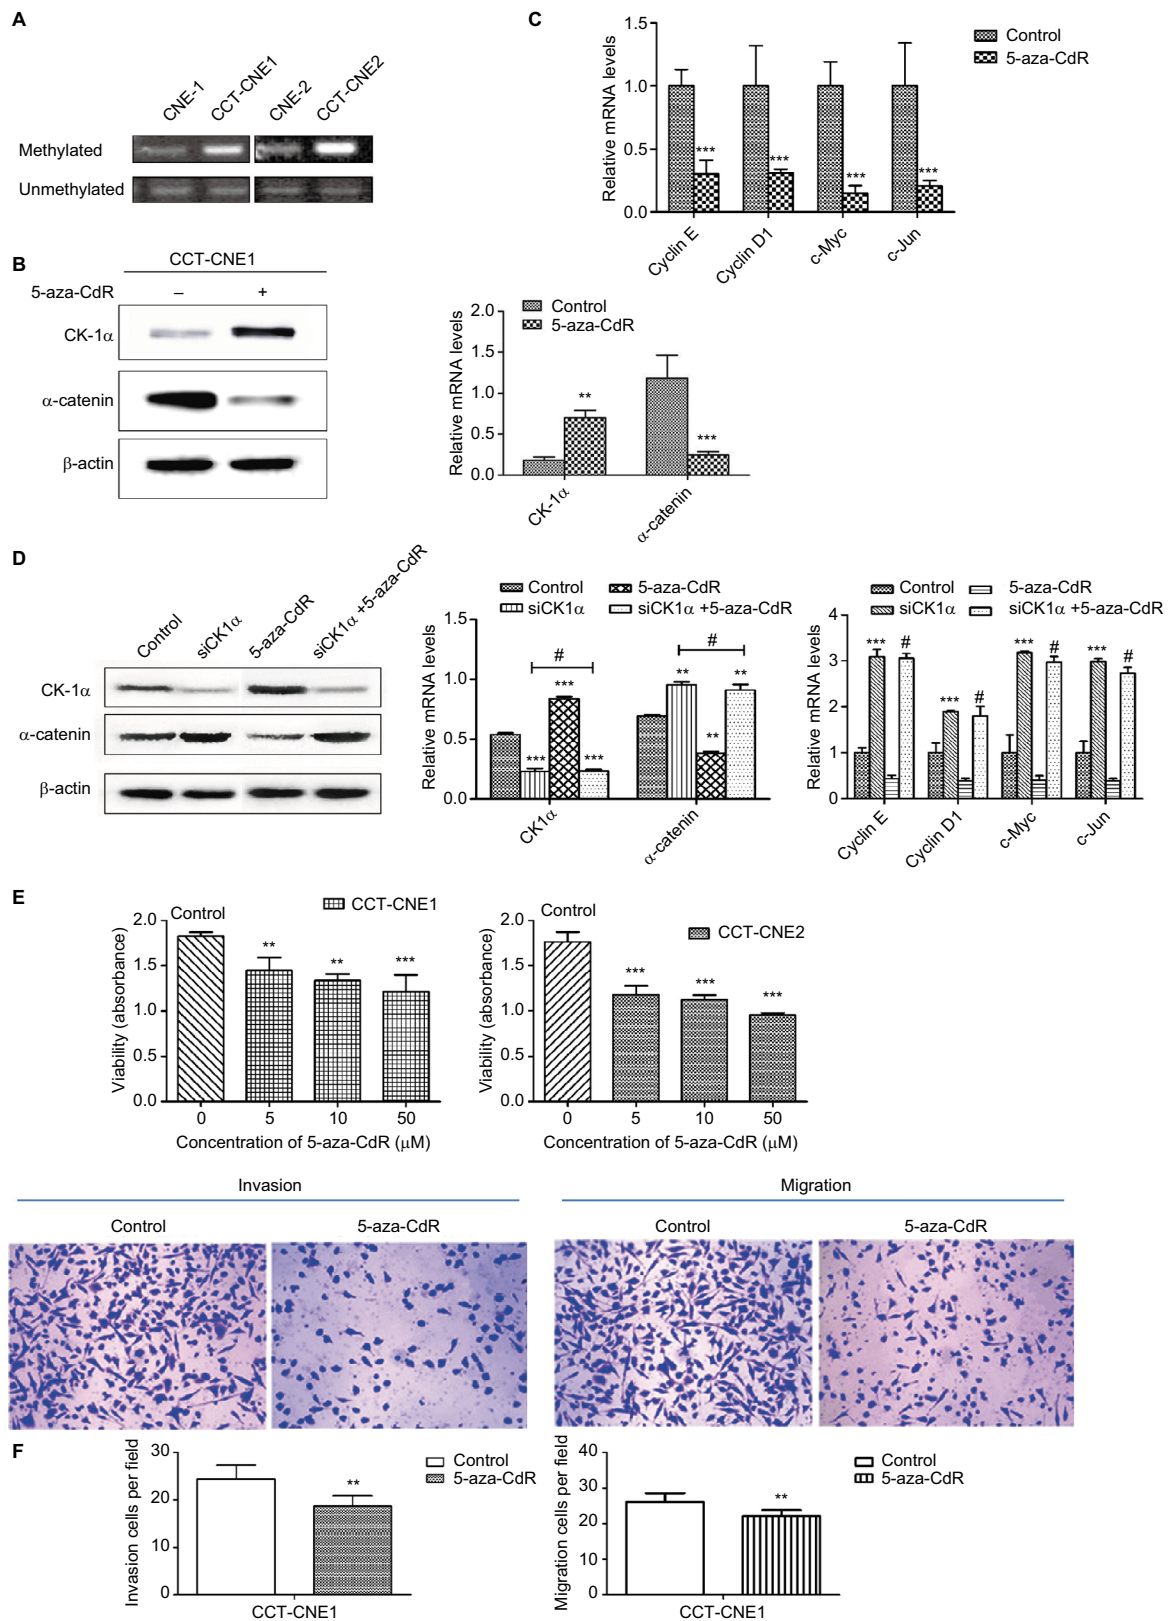 A
CNE-1
CCT-CNE1
CNE-2
CCT-CNE2
Methylated
Unmethylated
C
1.5
1.0
0.5
0.0
Relative mRNA levels
Control
5-aza-CdR
***
***
***
***
Cyclin E
Cyclin D1
c-Myc
c-Jun
B
CCT-CNE1
5-aza-CdR – +
CK-1α
α-catenin
β-actin
2.0
1.5
1.0
0.5
0.0
Relative mRNA levels
Control
5-aza-CdR
**
***
CK-1α
α-catenin
D
Control
siCK1α
5-aza-CdR
siCK1α +5-aza-CdR
CK-1α
α-catenin
β-actin
Control 5-aza-CdR
siCK1α siCK1α +5-aza-CdR
1.5
1.0
0.5
0.0
Relative mRNA levels
#
***
***
***
#
**
**
**
CK1α
α-catenin
Control 5-aza-CdR
siCK1α siCK1α +5-aza-CdR
4
3
2
1
0
Relative mRNA levels
*** #
*** #
*** #
*** #
Cyclin E
Cyclin D1
c-Myc
c-Jun
E
CCT-CNE1
Control
2.0
1.5
1.0
0.5
0.0
Viability (absorbance)
**
**
***
0 5 10 50
Concentration of 5-aza-CdR (μM)
CCT-CNE2
Control
2.0
1.5
1.0
0.5
0.0
Viability (absorbance)
***
***
***
0 5 10 50
Concentration of 5-aza-CdR (μM)
Invasion
Control 5-aza-CdR
Migration
Control 5-aza-CdR
F
30
20
10
0
Invasion cells per field
Control
5-aza-CdR
**
CCT-CNE1
40
30
20
10
0
Migration cells per field
Control
5-aza-CdR
**
CCT-CNE1